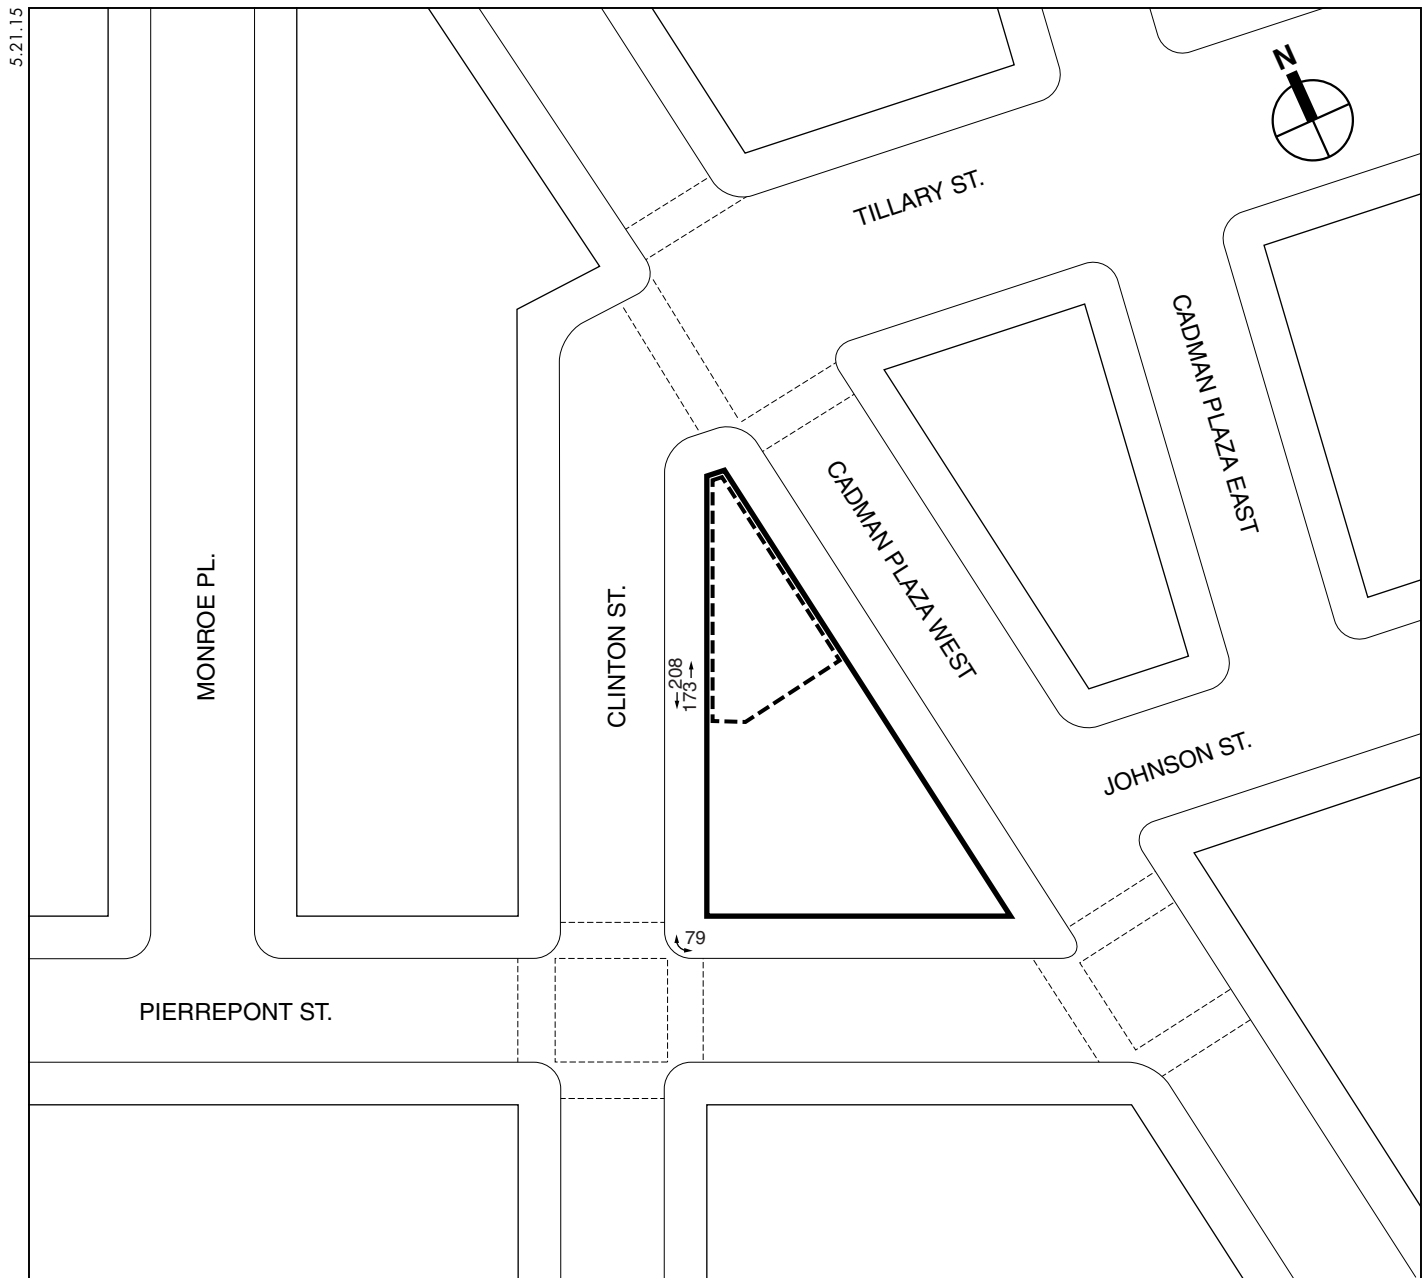 5.21.15
N
TILLARY ST.
CADMAN PLAZA EAST
CADMAN PLAZA WEST
MONROE PL.
CLINTON ST.
←208
173→
JOHNSON ST.
79
PIERREPONT ST.